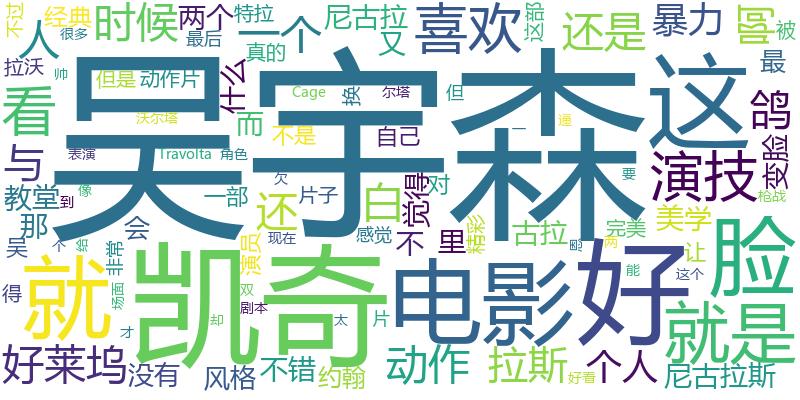 不过
经典
很多
时候
两个
特拉
一个
尼古拉
喜欢
这部
还是
暴力
啊
被
人
最后
真的
又
拉沃
帅
但是
动作片
什么
Cage
换
尔塔
但
最
看
吴宇森
这
鸽
沃尔塔
而
不是
自己
一
通
与
表演
Travolta
角色
演技
变脸
教堂
到
像
欠
片子
对
要
枪战
那
一部
还
白
觉得
吴
个
给
会
演员
现在
感觉
不
里
精彩
古拉
完美
美学
让
非常
两
得
就
凯奇
电影
好
脸
场面
双
剧本
能
这个
才
却
太
片
就是
好莱坞
没有
风格
不错
约翰
动作
拉斯
好看
个人
尼古拉斯